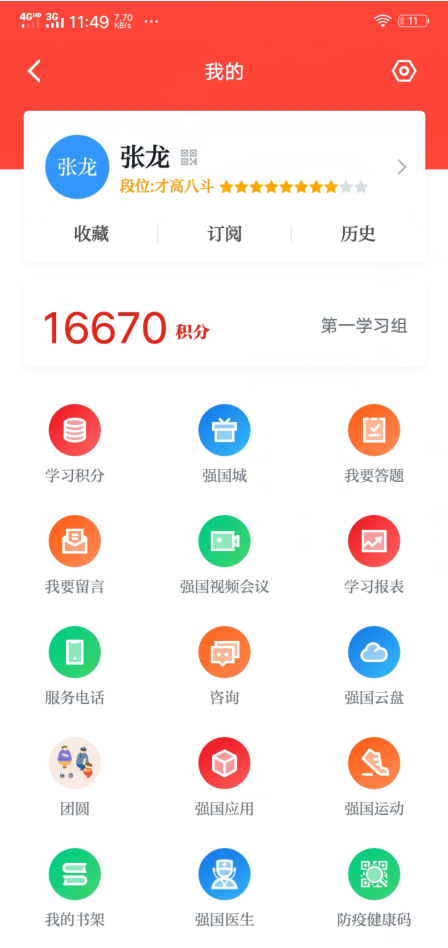 4GHD 3G 11:49 7.70 KB/s ··· 11
我的
张龙 张龙
段位:才高八斗
收藏 订阅 历史
16670 积分 第一学习组
学习积分 强国城 我要答题
我要留言 强国视频会议 学习报表
服务电话 咨询 强国云盘
团圆 强国应用 强国运动
我的书架 强国医生 防疫健康码